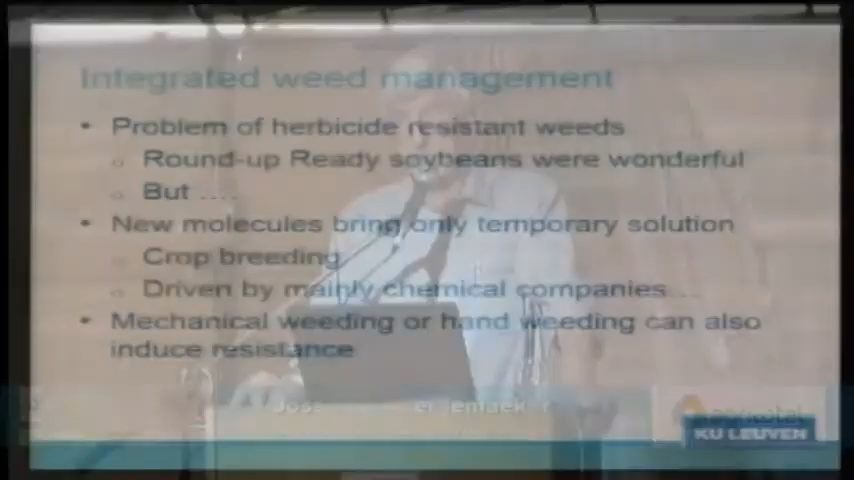 Integrated weed management
• Problem of herbicide resistant weeds
o Round-up Ready soybeans were wonderful
o But ....
• New molecules bring only temporary solution
o Crop breeding
o Driven by mainly chemical companies ...
• Mechanical weeding or hand weeding can also
induce resistance
KU LEUVEN